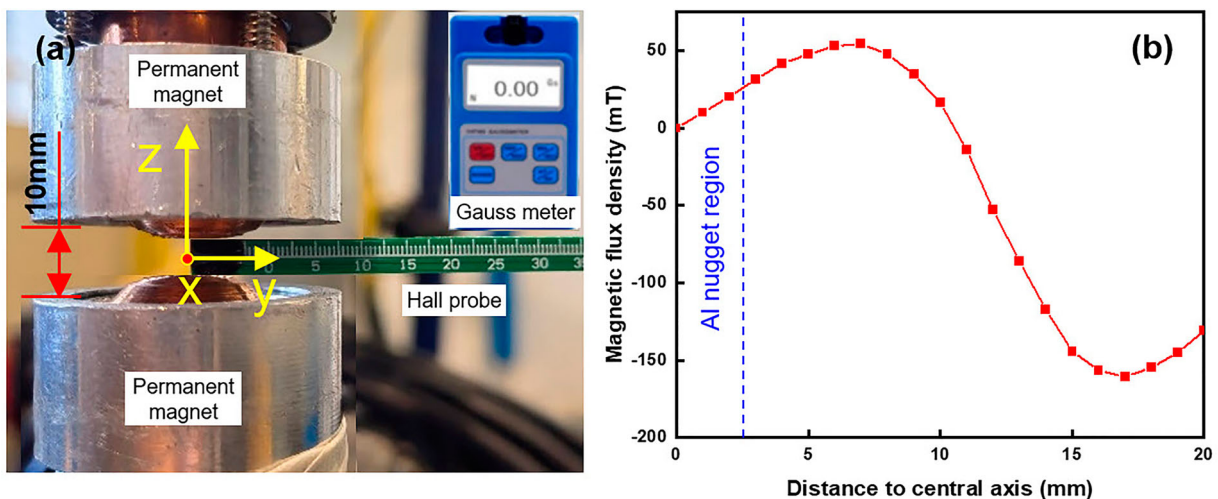 (a)
Permanent
magnet
10mm
z
x
y
0.00
Gauss meter
0 5 10 15 20 25 30
Hall probe
Permanent
magnet
(b)
Magnetic flux density (mT)
50
0
-50
-100
-150
-200
Al nugget region
0 5 10 15 20
Distance to central axis (mm)